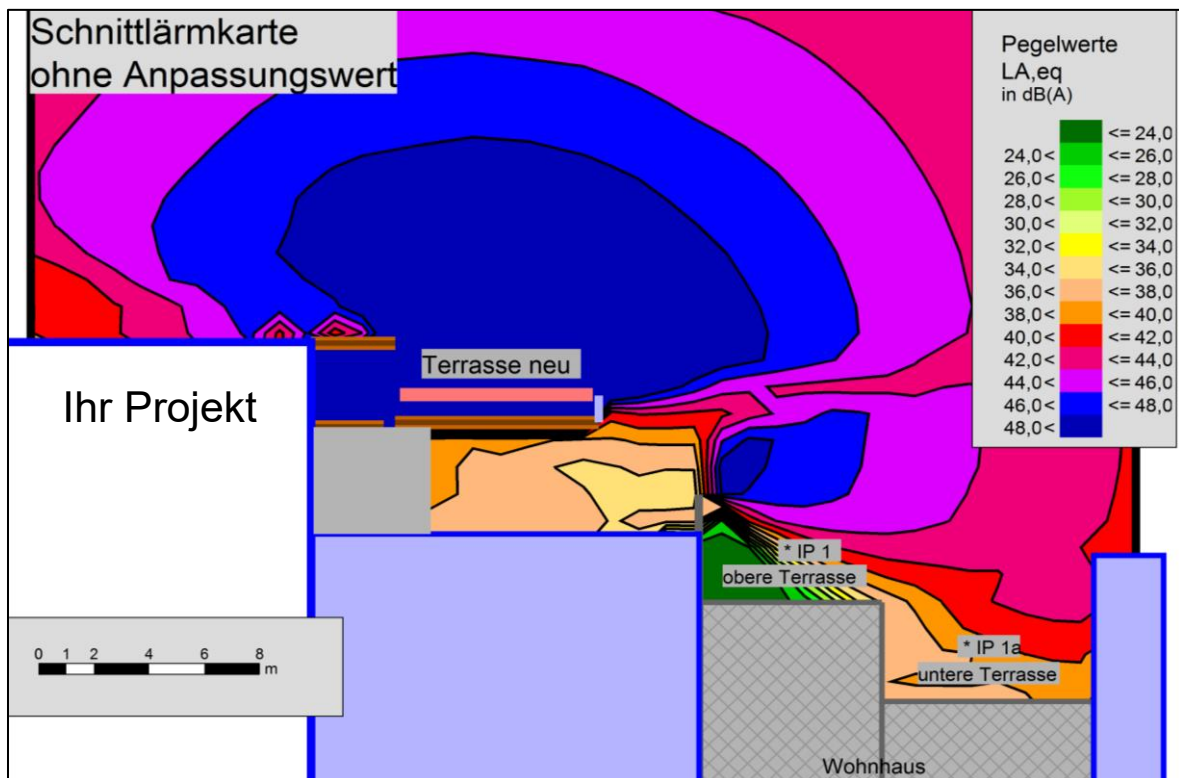 Schnittlärmkarte
ohne Anpassungswert
Pegelwerte
LA,eq
in dB(A)
<= 24,0
24,0 < <= 26,0
26,0 < <= 28,0
28,0 < <= 30,0
30,0 < <= 32,0
32,0 < <= 34,0
34,0 < <= 36,0
36,0 < <= 38,0
38,0 < <= 40,0
40,0 < <= 42,0
42,0 < <= 44,0
44,0 < <= 46,0
46,0 < <= 48,0
48,0 <
Terrasse neu
Ihr Projekt
* IP 1
obere Terrasse
* IP 1a
untere Terrasse
0 1 2 4 6 8
m
Wohnhaus